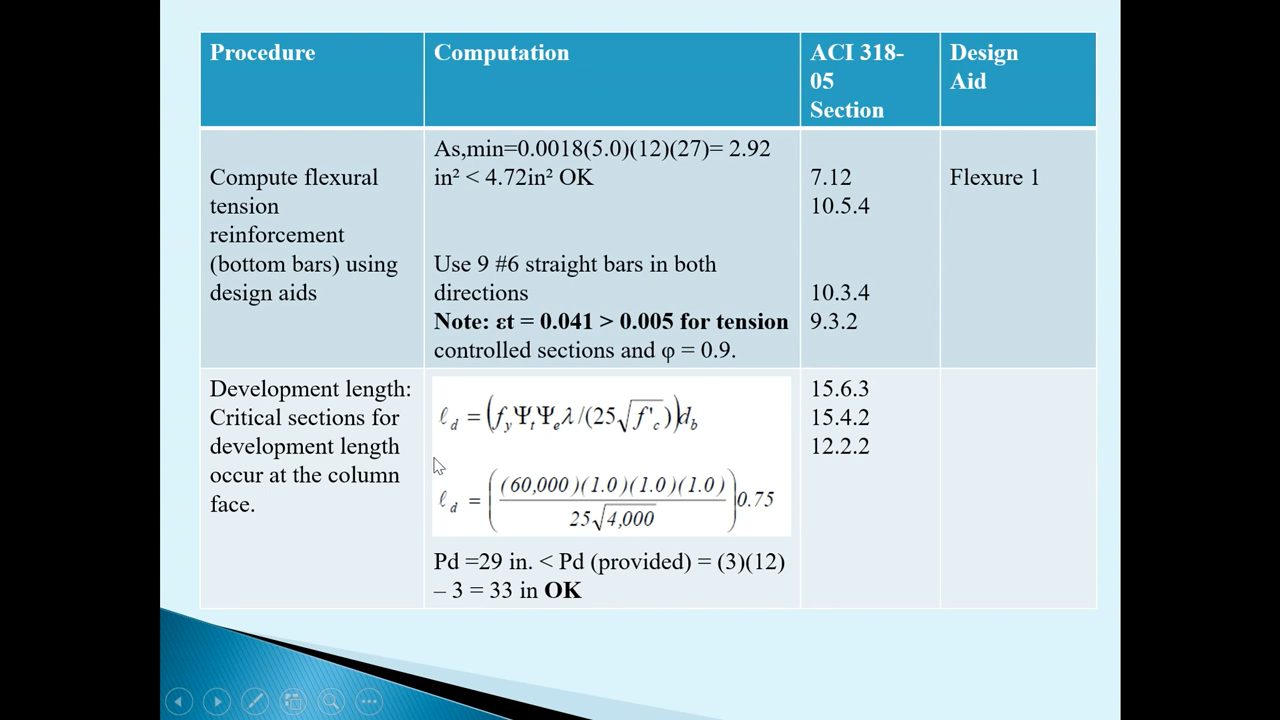 Procedure
Computation
ACI 318-
05
Section
Design
Aid
Compute flexural
tension
reinforcement
(bottom bars) using
design aids
As,min=0.0018(5.0)(12)(27)= 2.92
in² < 4.72in² OK
Use 9 #6 straight bars in both
directions
Note: εt = 0.041 > 0.005 for tension
controlled sections and φ = 0.9.
7.12
10.5.4
10.3.4
9.3.2
Flexure 1
Development length:
Critical sections for
development length
occur at the column
face.
ℓd = (fyΨtΨeλ/(25√f'c))db
ℓd = ((60,000)(1.0)(1.0)(1.0) / 25√4,000) 0.75
Pd =29 in. < Pd (provided) = (3)(12)
– 3 = 33 in OK
15.6.3
15.4.2
12.2.2